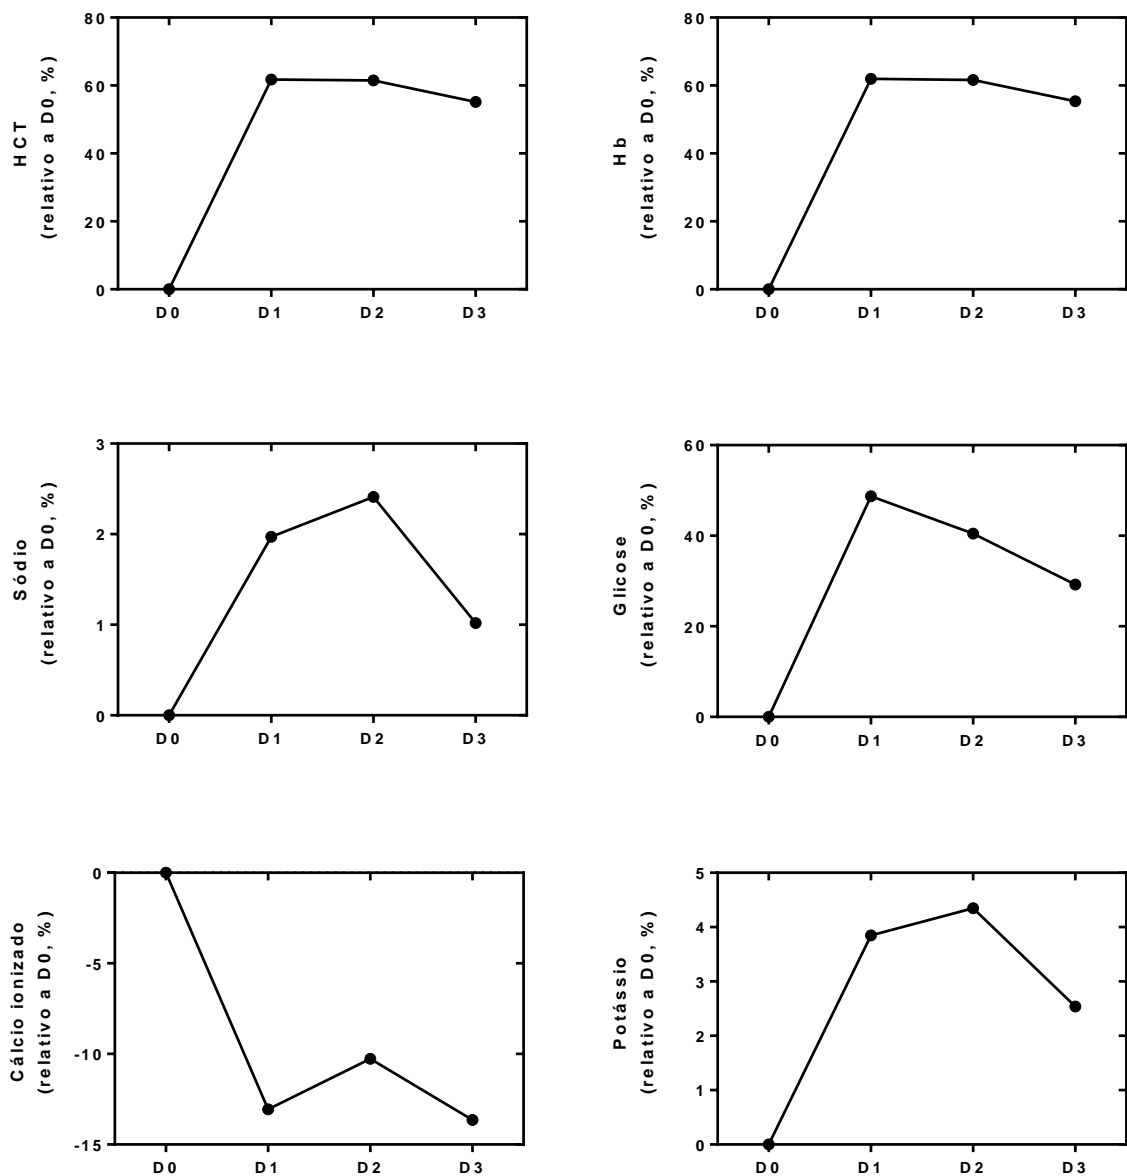 HCT
(relativo a D0, %)
80
60
40
20
0
D0 D1 D2 D3
Hb
(relativo a D0, %)
80
60
40
20
0
D0 D1 D2 D3
Sódio
(relativo a D0, %)
3
2
1
0
D0 D1 D2 D3
Glicose
(relativo a D0, %)
60
40
20
0
D0 D1 D2 D3
Cálcio ionizado
(relativo a D0, %)
0
-5
-10
-15
D0 D1 D2 D3
Potássio
(relativo a D0, %)
5
4
3
2
1
0
D0 D1 D2 D3